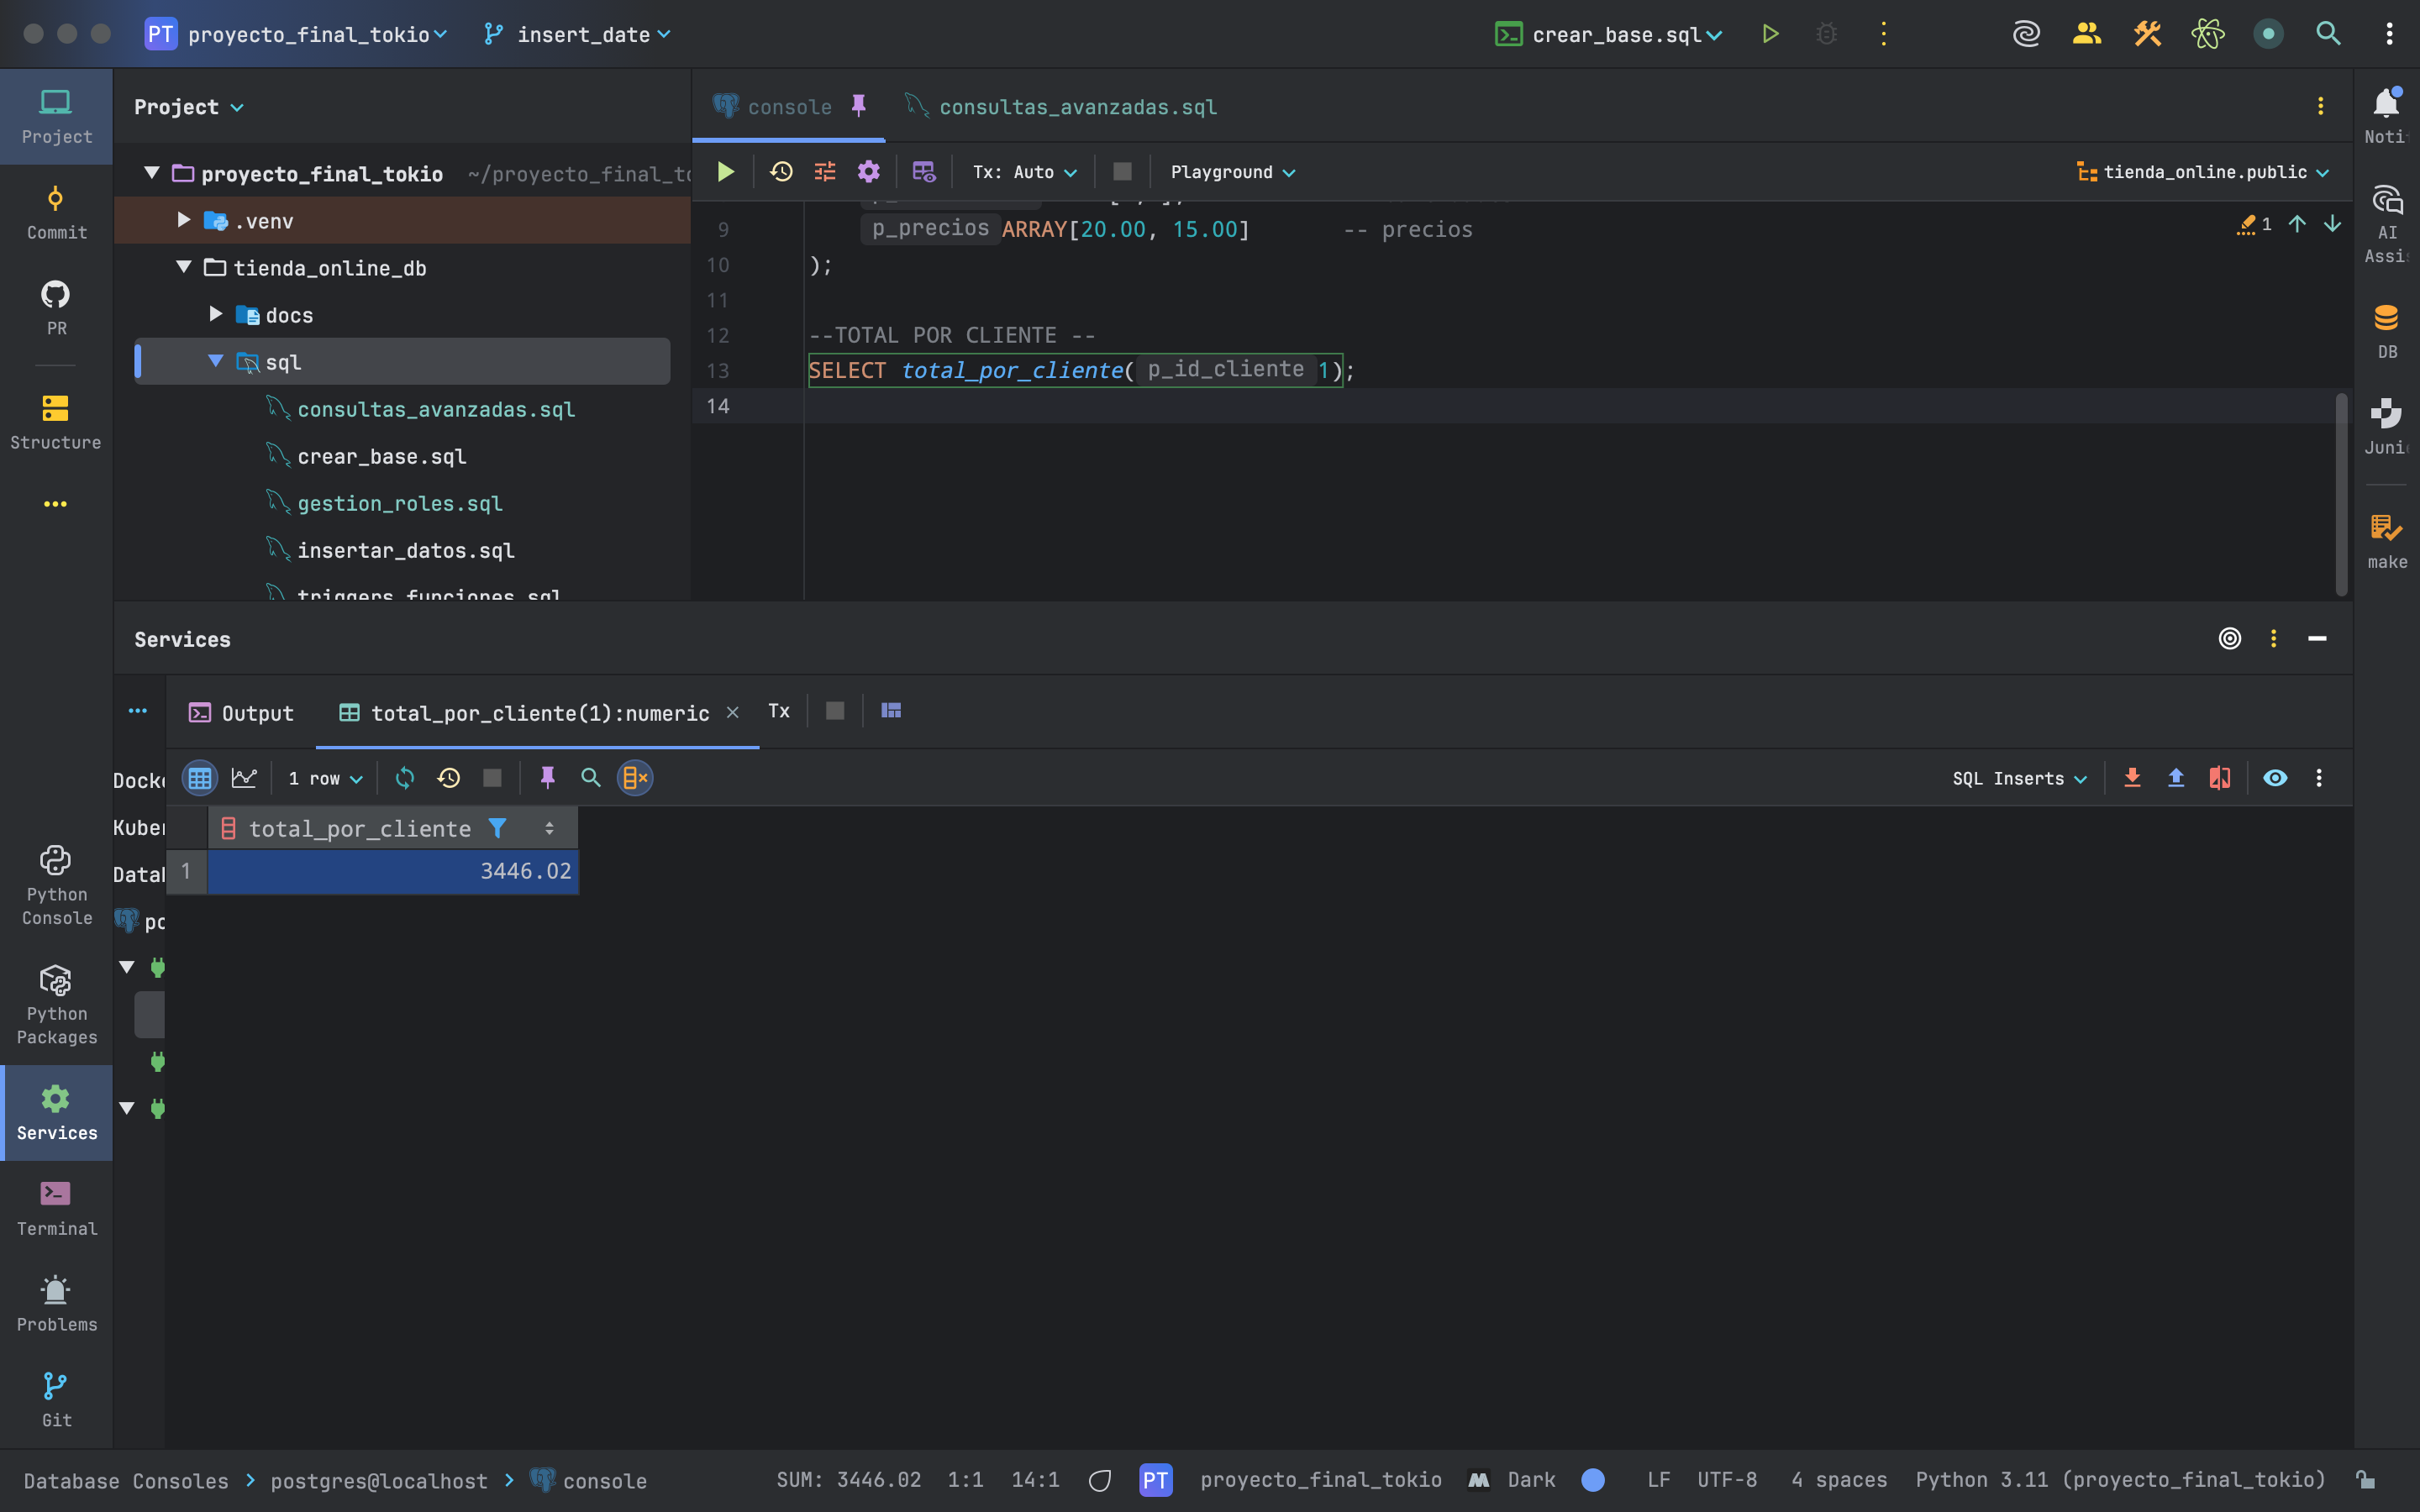 PT proyecto_final_tokio insert_date crear_base.sql
Project
Commit
PR
Structure
Python Console
Python Packages
Services
Terminal
Problems
Git
Project
proyecto_final_tokio ~/proyecto_final_to
.venv
tienda_online_db
docs
sql
consultas_avanzadas.sql
crear_base.sql
gestion_roles.sql
insertar_datos.sql
triggers_funciones.sql
console consultas_avanzadas.sql
Tx: Auto Playground tienda_online.public
9 p_precios ARRAY[20.00, 15.00] -- precios
1
10 );
11
12 --TOTAL POR CLIENTE --
13 SELECT total_por_cliente( p_id_cliente 1);
14
Noti
AI
Assis
DB
Juni
make
Services
Output total_por_cliente(1):numeric Tx
1 row SQL Inserts
Docke
Kuber
Datab
po
total_por_cliente
1 3446.02
Database Consoles > postgres@localhost > console SUM: 3446.02 1:1 14:1 PT proyecto_final_tokio Dark LF UTF-8 4 spaces Python 3.11 (proyecto_final_tokio)